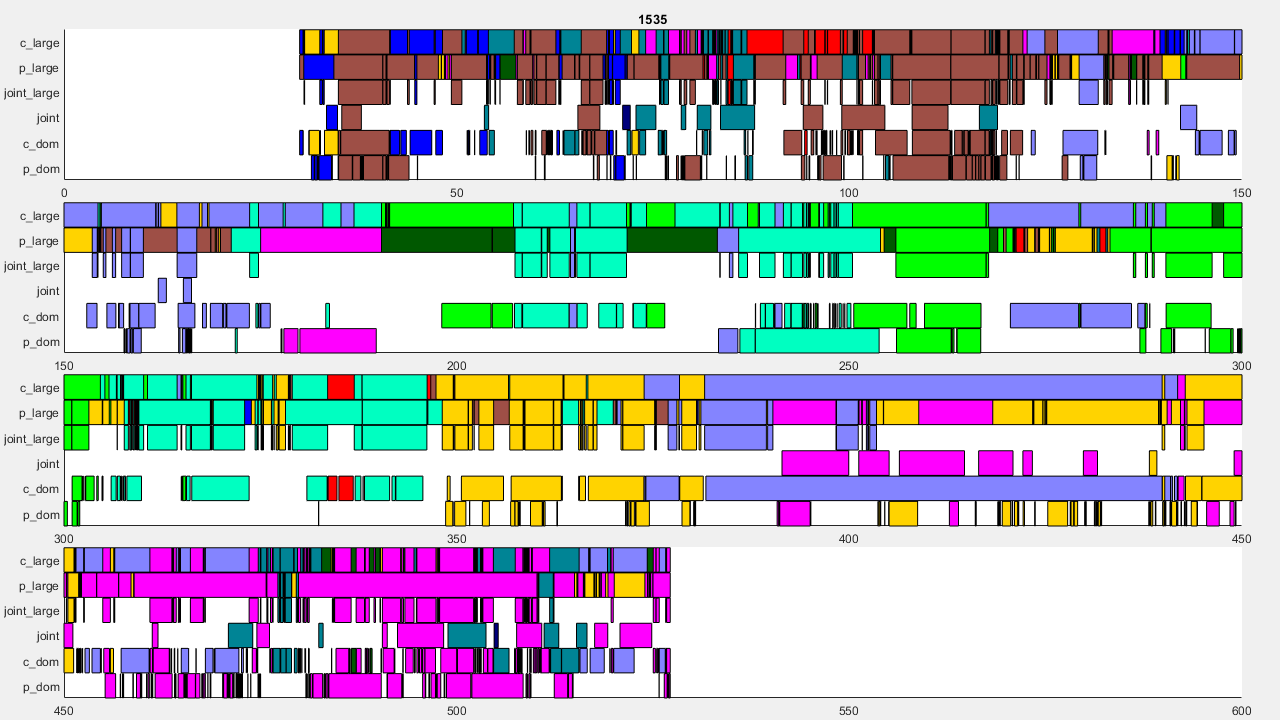 1535
c_large
p_large
joint_large
joint
c_dom
p_dom
0 50 100 150
c_large
p_large
joint_large
joint
c_dom
p_dom
150 200 250 300
c_large
p_large
joint_large
joint
c_dom
p_dom
300 350 400 450
c_large
p_large
joint_large
joint
c_dom
p_dom
450 500 550 600